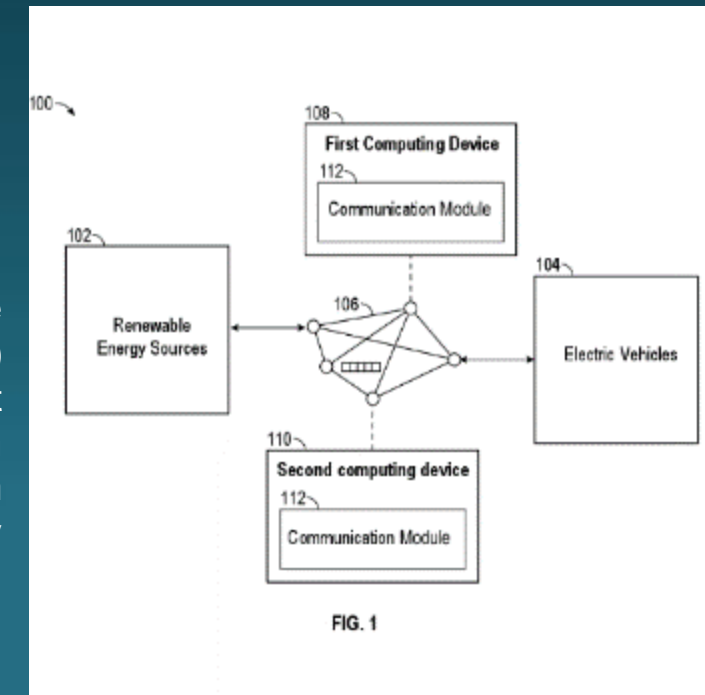 100
108
First Computing Device
112
Communication Module
102
Renewable
Energy Sources
106
104
Electric Vehicles
110
Second computing device
112
Communication Module
FIG. 1